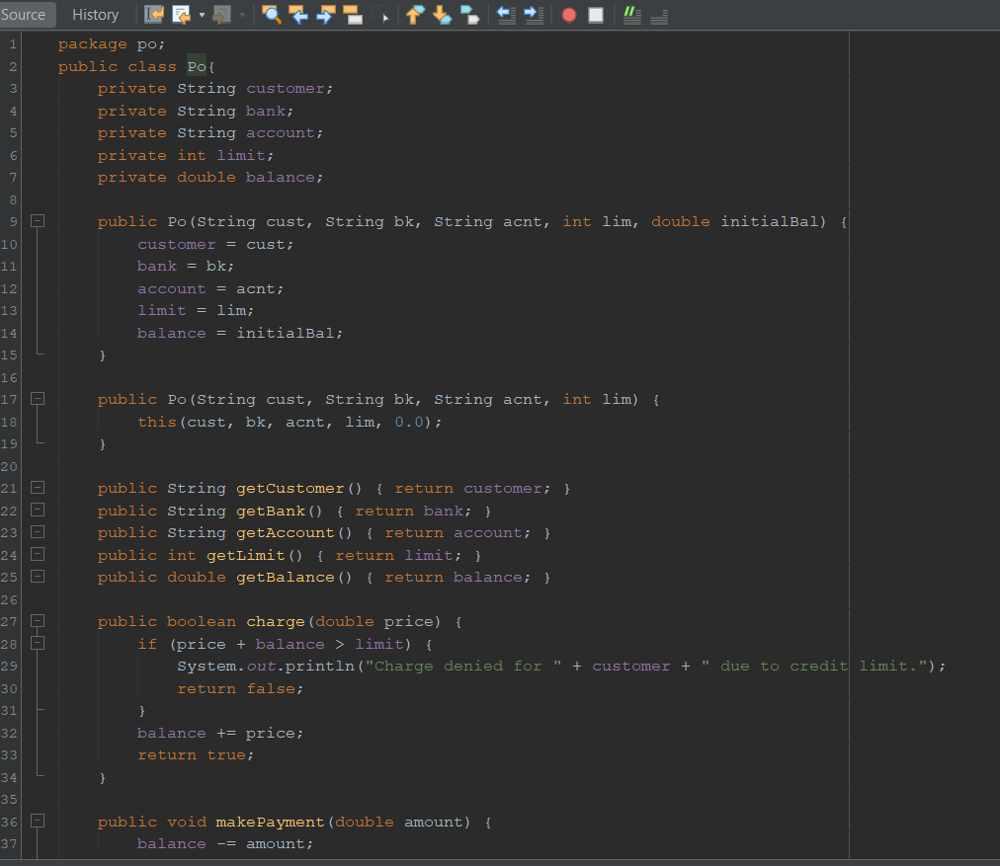 Source History
1 package po;
2 public class Po{
3 private String customer;
4 private String bank;
5 private String account;
6 private int limit;
7 private double balance;
8
9 public Po(String cust, String bk, String acnt, int lim, double initialBal) {
10 customer = cust;
11 bank = bk;
12 account = acnt;
13 limit = lim;
14 balance = initialBal;
15 }
16
17 public Po(String cust, String bk, String acnt, int lim) {
18 this(cust, bk, acnt, lim, 0.0);
19 }
20
21 public String getCustomer() { return customer; }
22 public String getBank() { return bank; }
23 public String getAccount() { return account; }
24 public int getLimit() { return limit; }
25 public double getBalance() { return balance; }
26
27 public boolean charge(double price) {
28 if (price + balance > limit) {
29 System.out.println("Charge denied for " + customer + " due to credit limit.");
30 return false;
31 }
32 balance += price;
33 return true;
34 }
35
36 public void makePayment(double amount) {
37 balance -= amount;